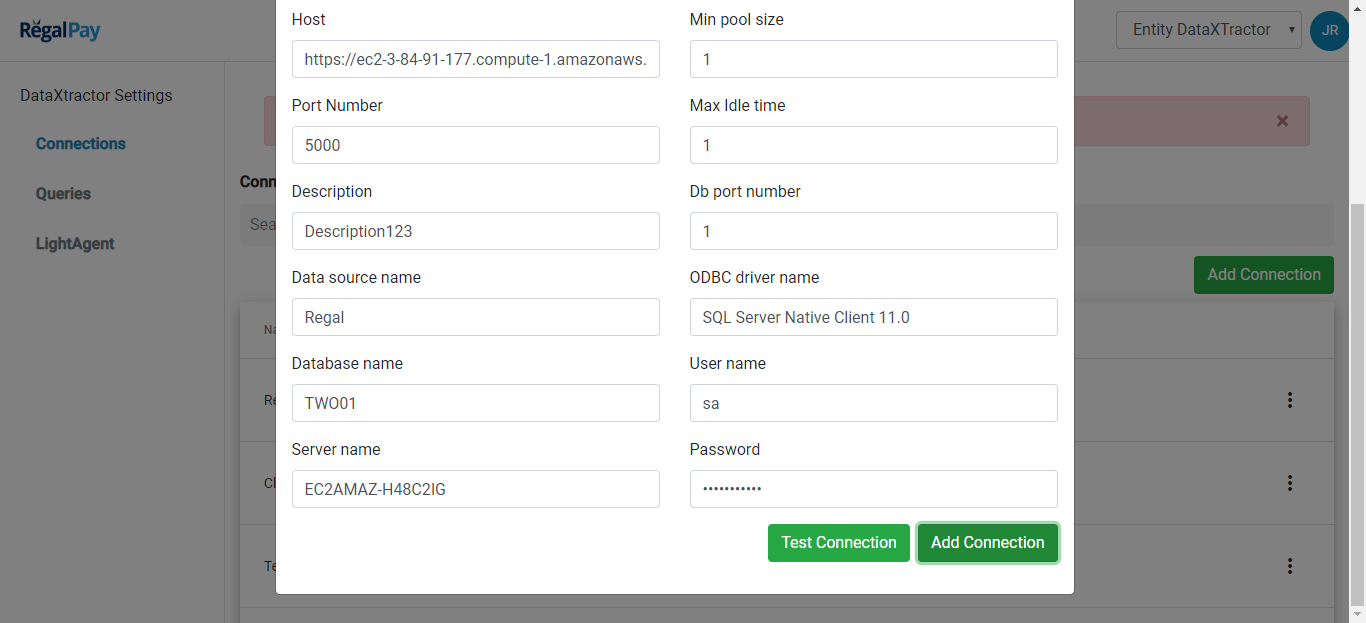 RegalPay
Entity DataXTractor
JR
DataXtractor Settings
Connections
Queries
LightAgent
Conn
Sea
Add Connection
Na
Re
Cl
Te
Host
https://ec2-3-84-91-177.compute-1.amazonaws.
Min pool size
1
Port Number
5000
Max Idle time
1
Description
Description123
Db port number
1
Data source name
Regal
ODBC driver name
SQL Server Native Client 11.0
Database name
TWO01
User name
sa
Server name
EC2AMAZ-H48C2IG
Password
•••••••••••
Test Connection
Add Connection